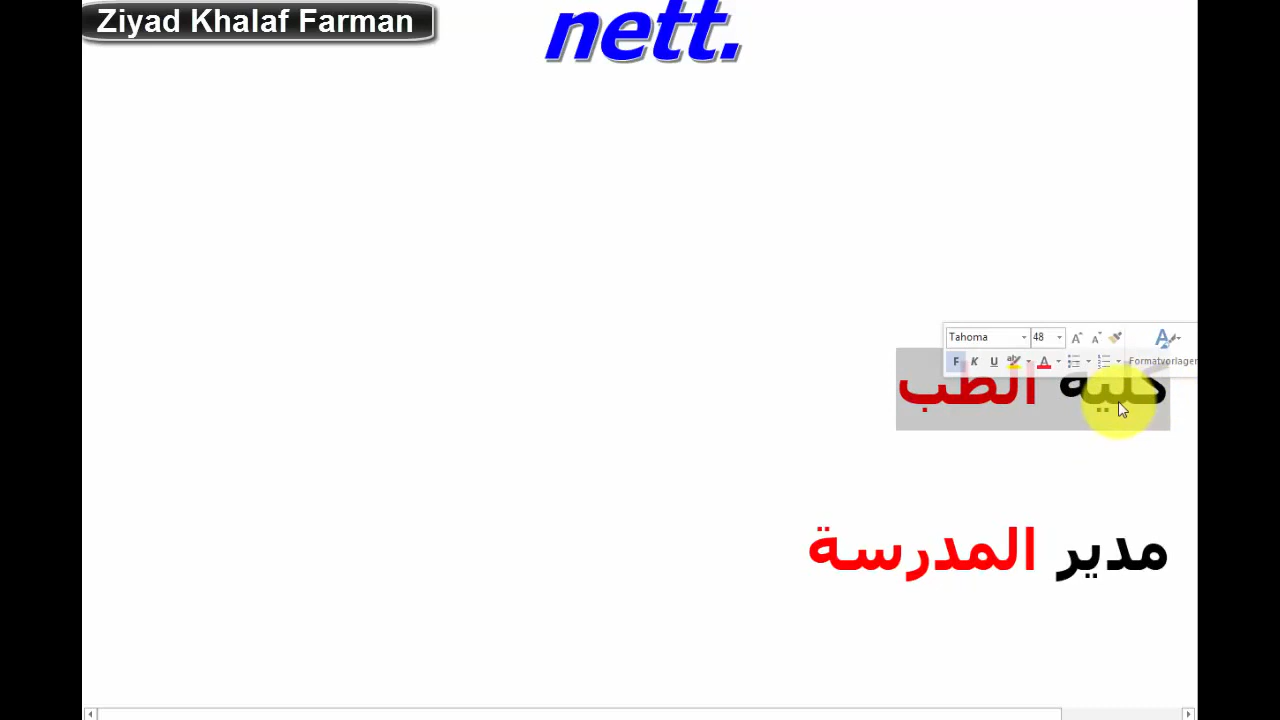 Ziyad Khalaf Farman
nett.
Tahoma 48
F K U Formatvorlagen
كلية الطب
مدير المدرسة